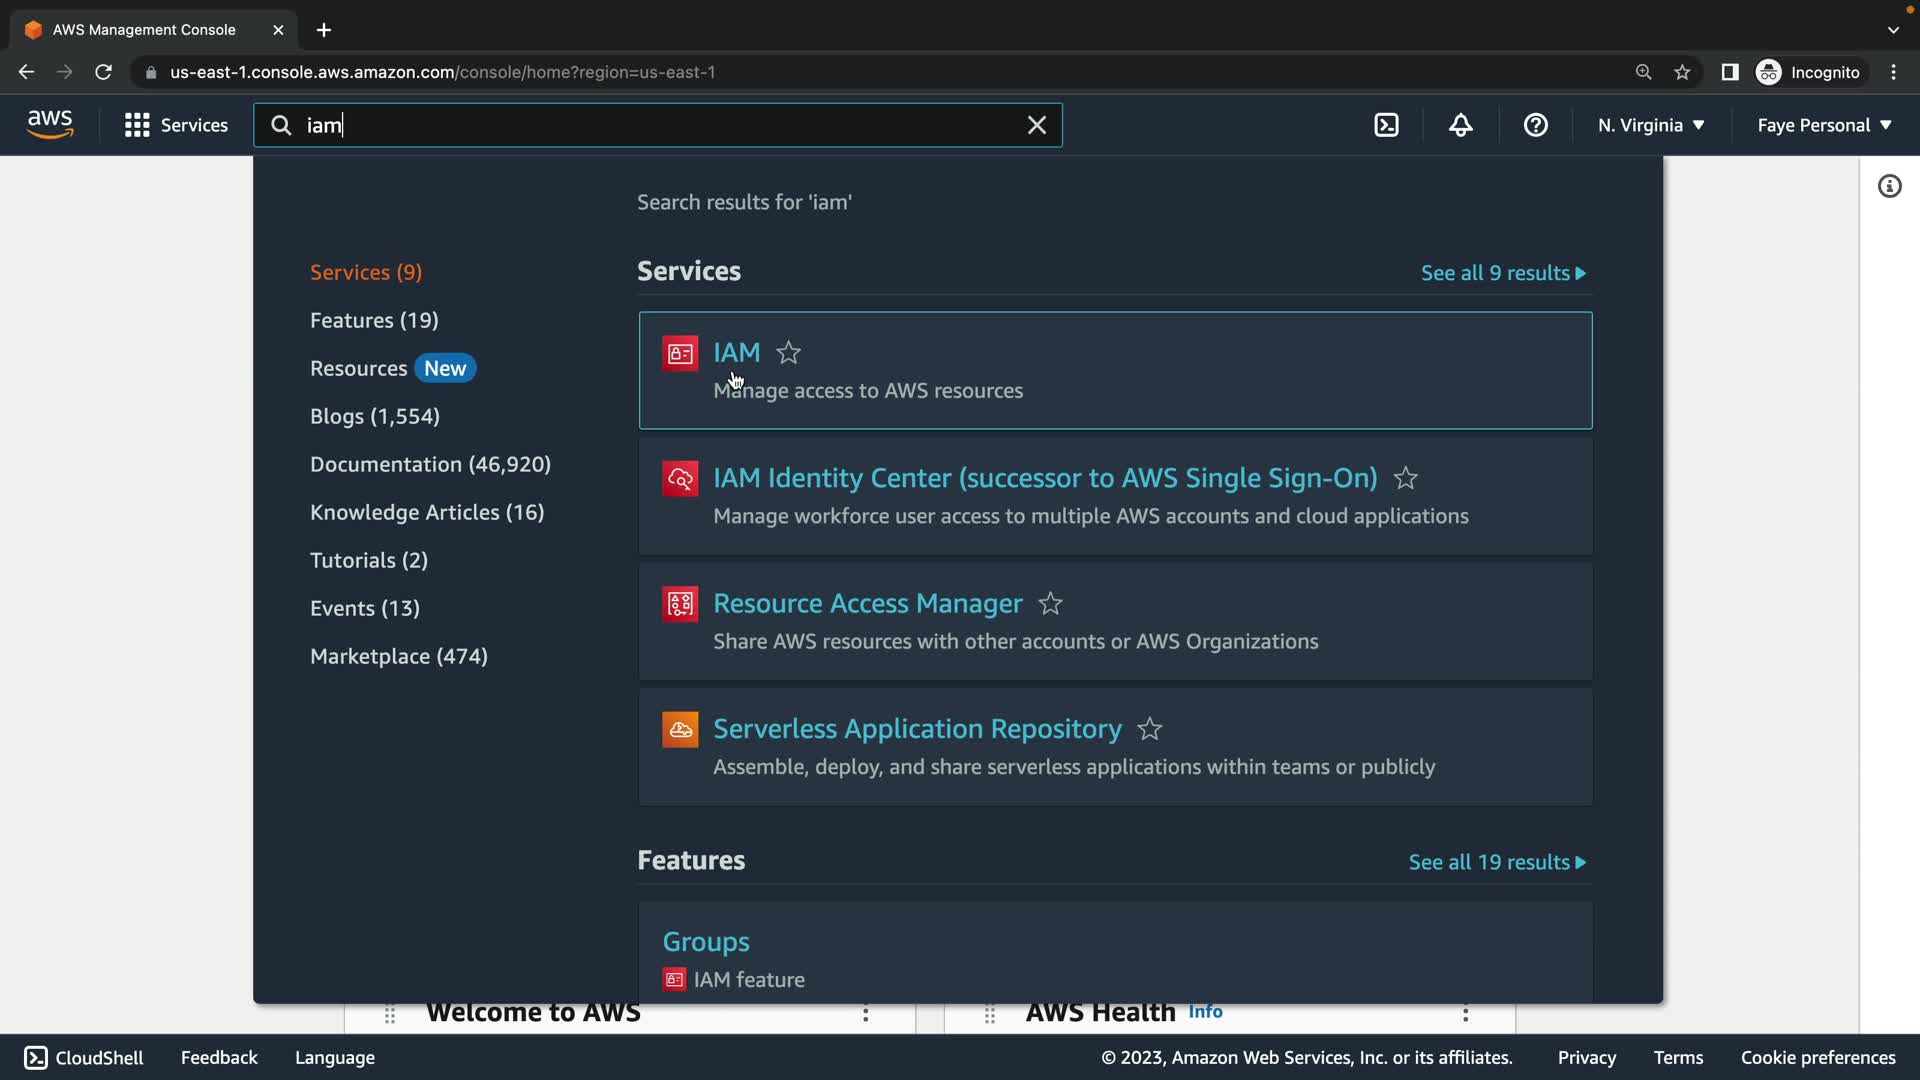 AWS Management Console
us-east-1.console.aws.amazon.com/console/home?region=us-east-1
Incognito
aws
Services
iam
N. Virginia
Faye Personal
Search results for 'iam'
Services (9)
Features (19)
Resources New
Blogs (1,554)
Documentation (46,920)
Knowledge Articles (16)
Tutorials (2)
Events (13)
Marketplace (474)
Services
See all 9 results
IAM
Manage access to AWS resources
IAM Identity Center (successor to AWS Single Sign-On)
Manage workforce user access to multiple AWS accounts and cloud applications
Resource Access Manager
Share AWS resources with other accounts or AWS Organizations
Serverless Application Repository
Assemble, deploy, and share serverless applications within teams or publicly
Features
See all 19 results
Groups
IAM feature
Welcome to AWS
AWS Health Info
CloudShell
Feedback
Language
© 2023, Amazon Web Services, Inc. or its affiliates.
Privacy
Terms
Cookie preferences